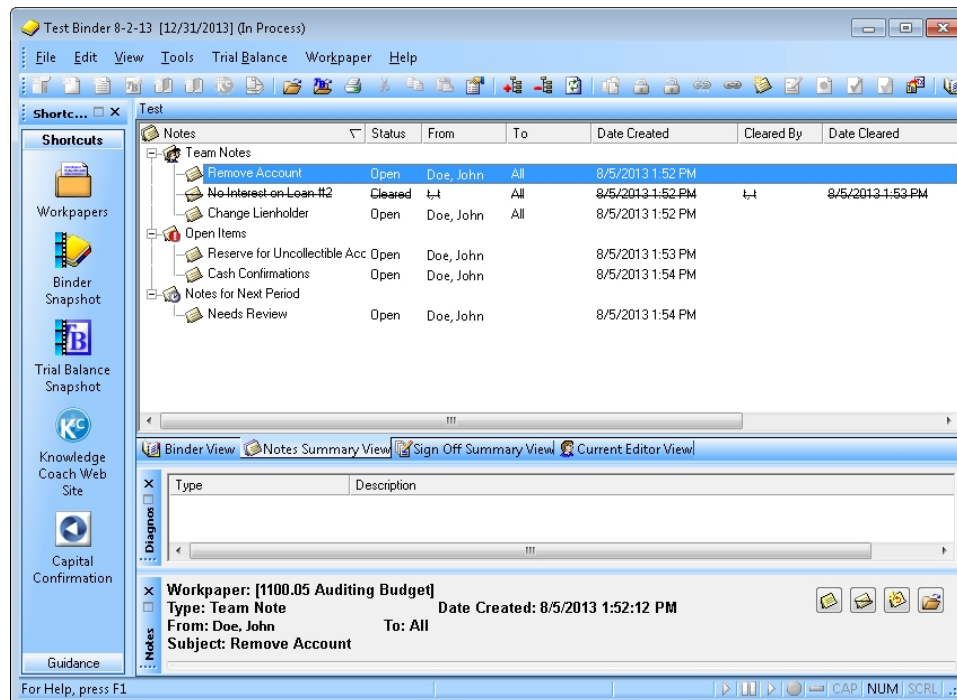 Test Binder 8-2-13 [12/31/2013] (In Process)
File Edit View Tools Trial Balance Workpaper Help
Shortc...
Test
Shortcuts
Workpapers
Binder
Snapshot
Trial Balance
Snapshot
Knowledge
Coach Web
Site
Capital
Confirmation
Guidance
Notes Status From To Date Created Cleared By Date Cleared
Team Notes
Remove Account Open Doe, John All 8/5/2013 1:52 PM
No Interest on Loan #2 Cleared All 8/5/2013 1:52 PM 8/5/2013 1:53 PM
Change Lienholder Open Doe, John All 8/5/2013 1:52 PM
Open Items
Reserve for Uncollectible Acc Open Doe, John 8/5/2013 1:53 PM
Cash Confirmations Open Doe, John 8/5/2013 1:54 PM
Notes for Next Period
Needs Review Open Doe, John 8/5/2013 1:54 PM
Binder View Notes Summary View Sign Off Summary View Current Editor View
Diagnos
Type Description
Notes
Workpaper: [1100.05 Auditing Budget]
Type: Team Note Date Created: 8/5/2013 1:52:12 PM
From: Doe, John To: All
Subject: Remove Account
For Help, press F1 CAP NUM SCRL